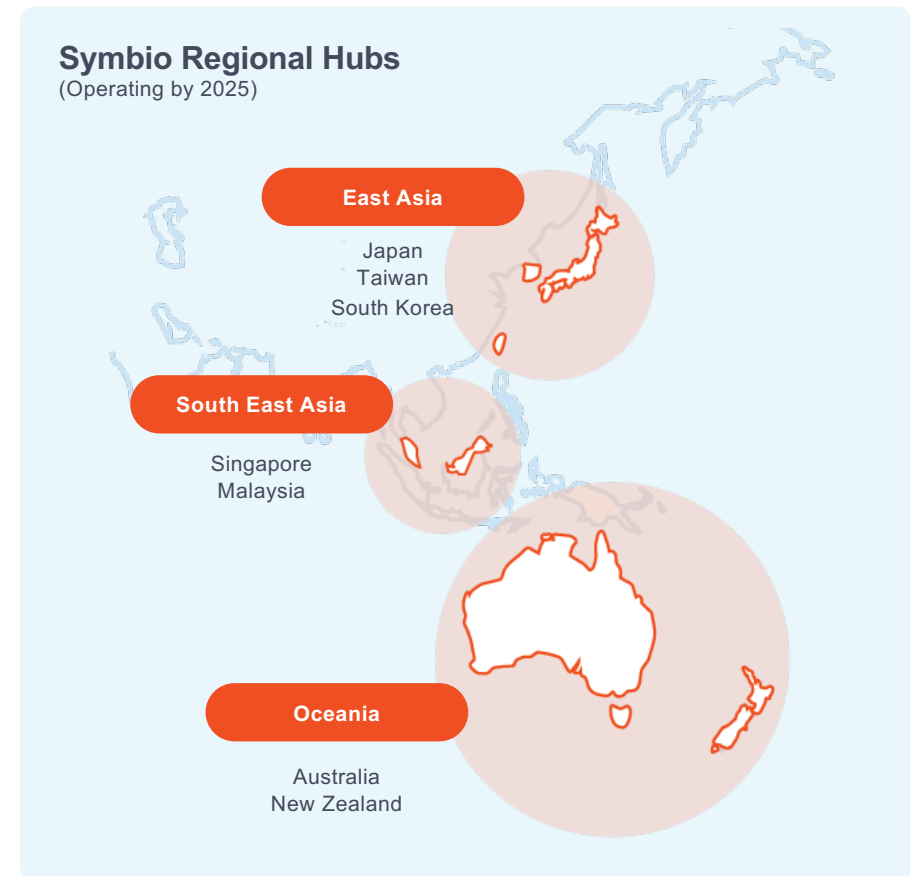 Symbio Regional Hubs
(Operating by 2025)
East Asia
Japan
Taiwan
South Korea
South East Asia
Singapore
Malaysia
Oceania
Australia
New Zealand